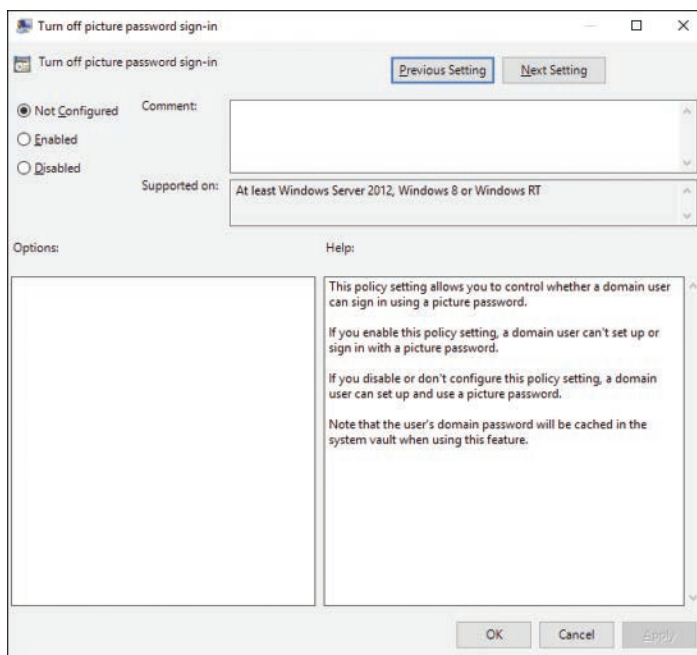 Turn off picture password sign-in
Turn off picture password sign-in
Previous Setting
Next Setting
Not Configured
Comment:
Enabled
Disabled
Supported on:
At least Windows Server 2012, Windows 8 or Windows RT
Options:
Help:
This policy setting allows you to control whether a domain user
can sign in using a picture password.
If you enable this policy setting, a domain user can't set up or
sign in with a picture password.
If you disable or don't configure this policy setting, a domain
user can set up and use a picture password.
Note that the user's domain password will be cached in the
system vault when using this feature.
OK
Cancel
Apply